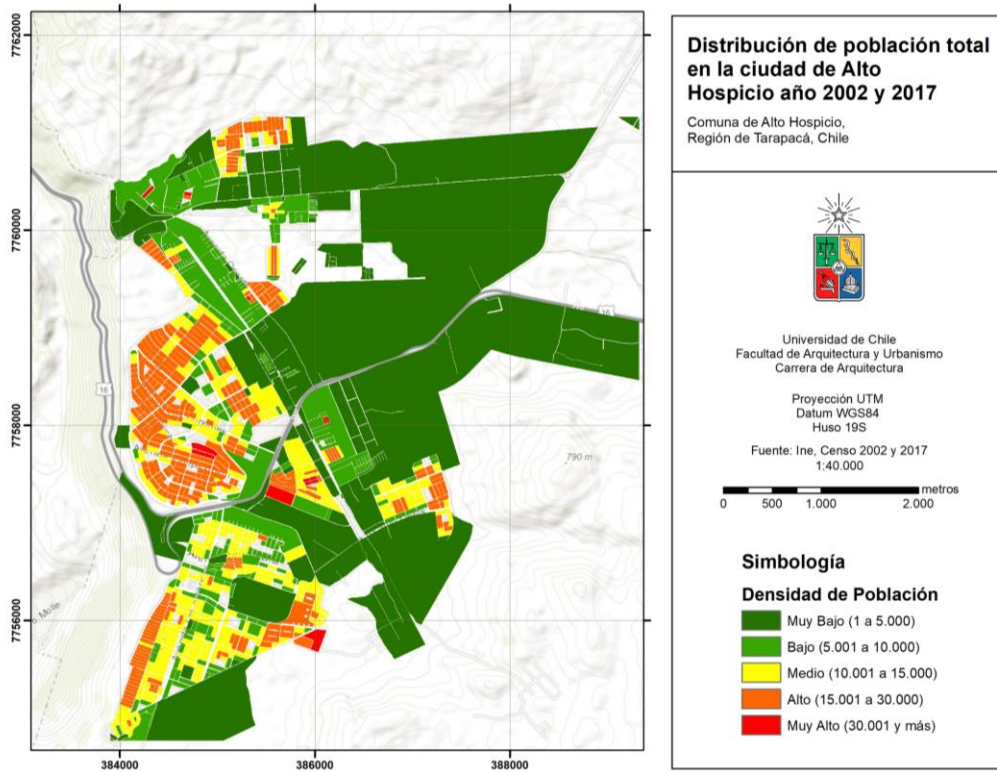 7762000
7760000
7758000
7756000
384000
386000
388000
16
16
790 m
Molle
Distribución de población total
en la ciudad de Alto
Hospicio año 2002 y 2017
Comuna de Alto Hospicio,
Región de Tarapacá, Chile
Universidad de Chile
Facultad de Arquitectura y Urbanismo
Carrera de Arquitectura
Proyección UTM
Datum WGS84
Huso 19S
Fuente: Ine, Censo 2002 y 2017
1:40.000
metros
0 500 1.000 2.000
Simbología
Densidad de Población
Muy Bajo (1 a 5.000)
Bajo (5.001 a 10.000)
Medio (10.001 a 15.000)
Alto (15.001 a 30.000)
Muy Alto (30.001 y más)